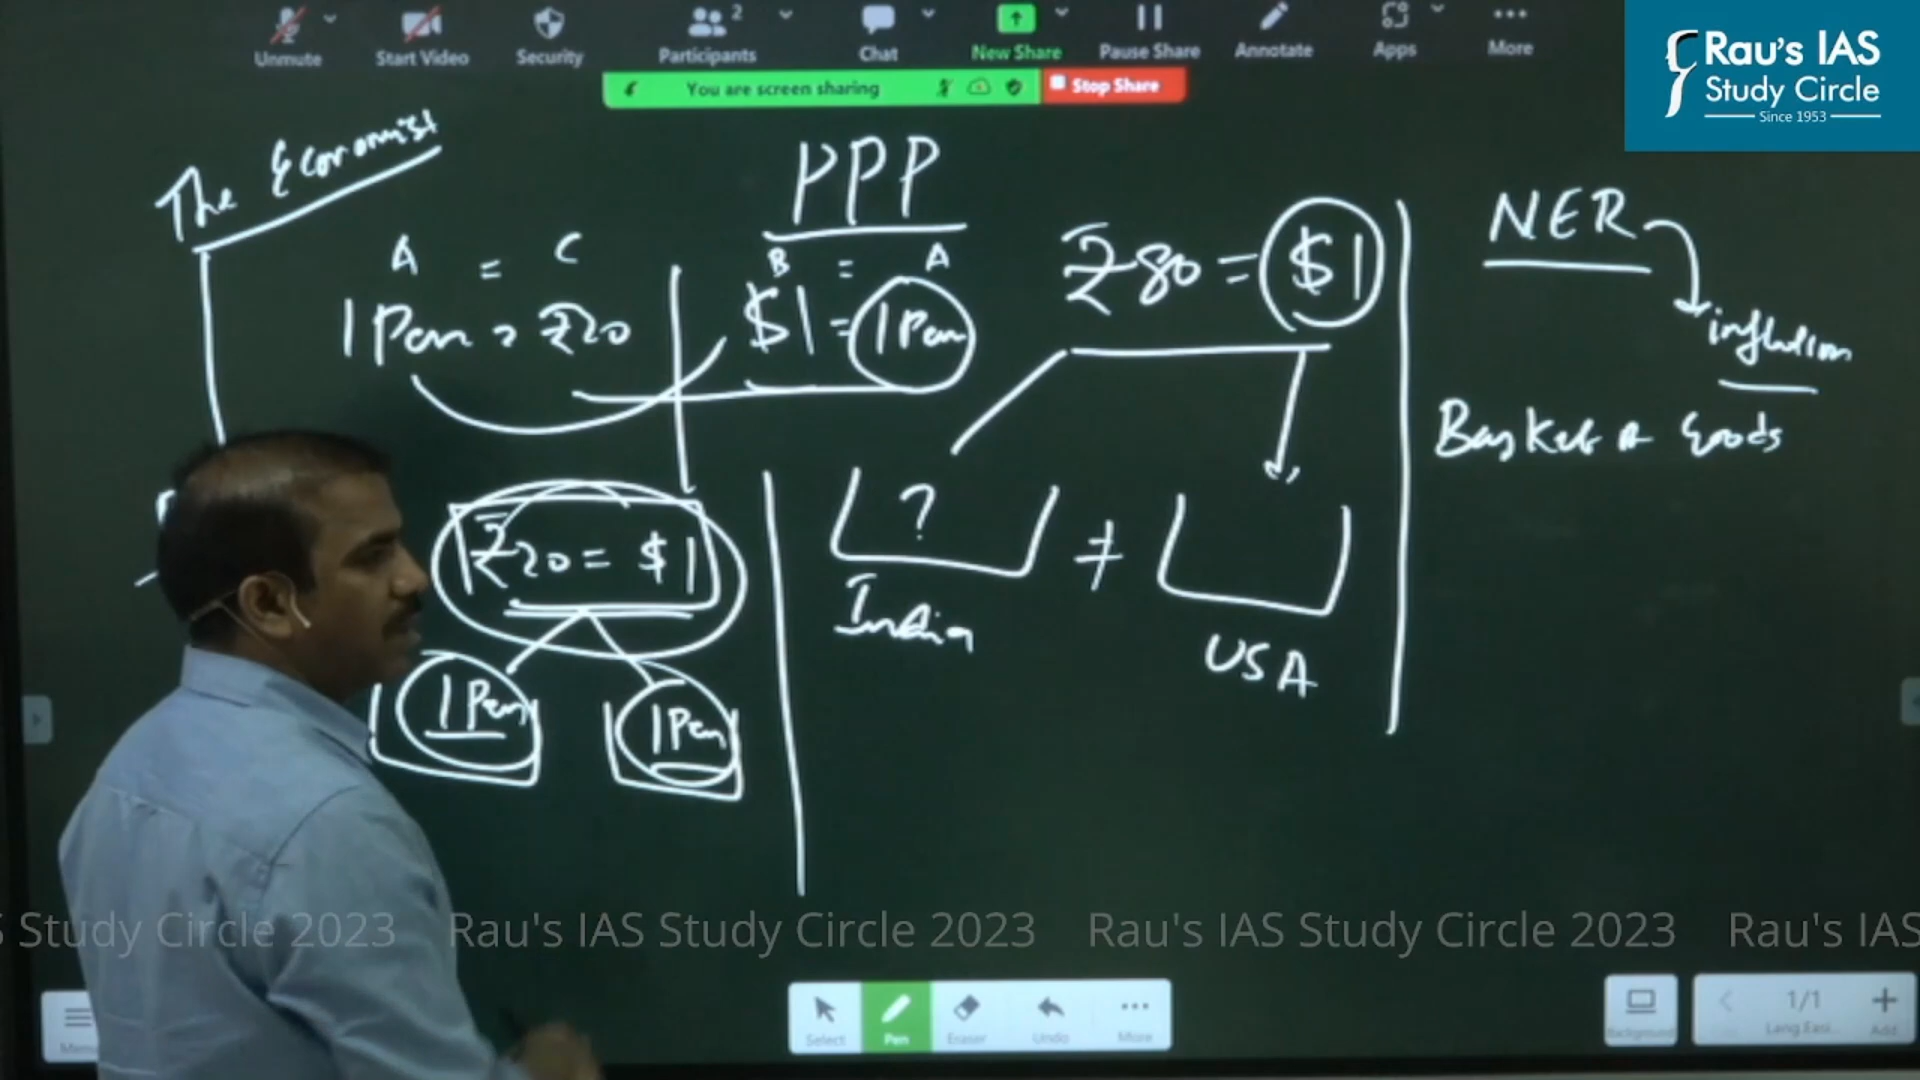 Unmute
Start Video
Security
Participants
2
Chat
New Share
Pause Share
Annotate
Apps
More
You are screen sharing
Stop Share
Rau's IAS
Study Circle
Since 1953
The Economist
PPP
A = C
1 Pen = ₹20
B = A
$1 = 1 Pen
₹80 = $1
NER
inflation
Basket of Goods
₹20 = $1
1 Pen
1 Pen
?
India
≠
USA
S Study Circle 2023
Rau's IAS Study Circle 2023
Rau's IAS Study Circle 2023
Rau's IAS
Select
Pen
Eraser
Undo
More
Background
1/1
Add